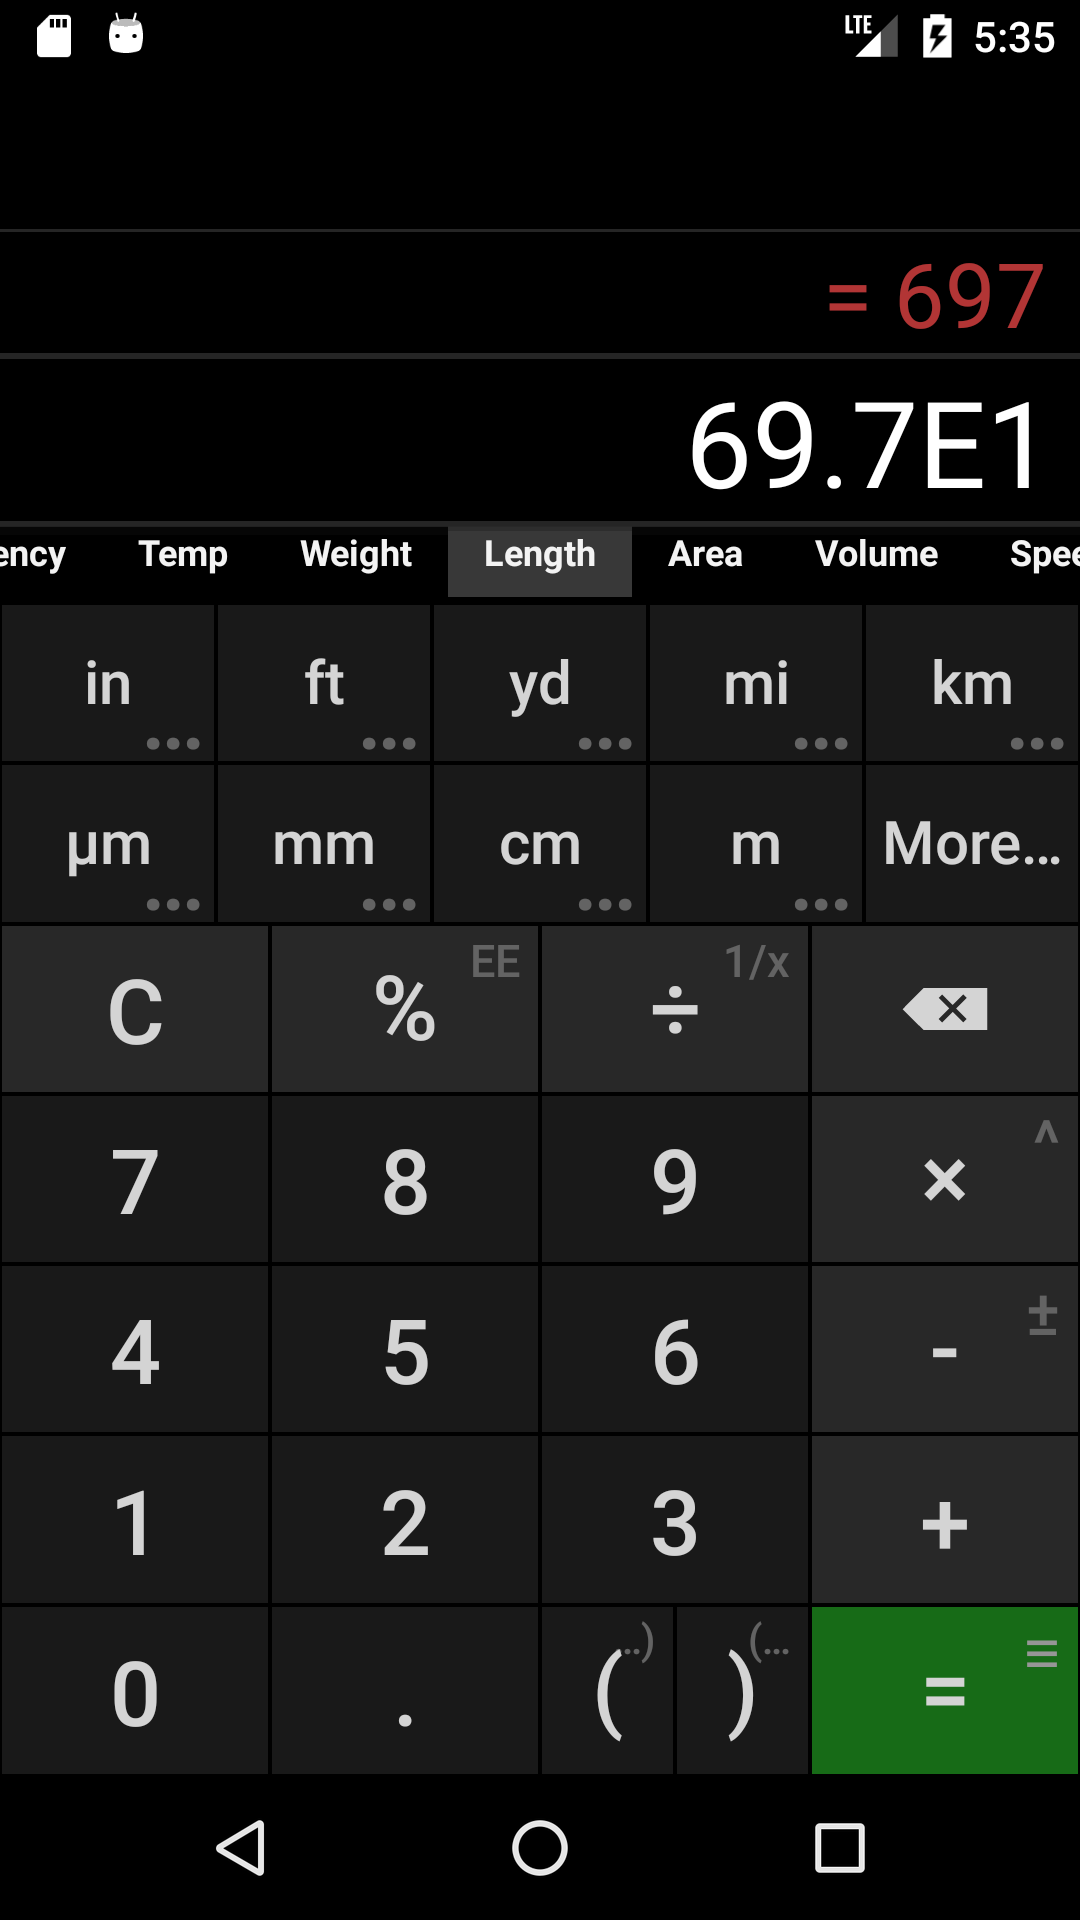 LTE 5:35
= 697
69.7E1
ency Temp Weight Length Area Volume Spee
in ft yd mi km
µm mm cm m More...
C % EE ÷ 1/x
7 8 9 × ^
4 5 6 - ±
1 2 3 +
0 . ( ..) ) (... =